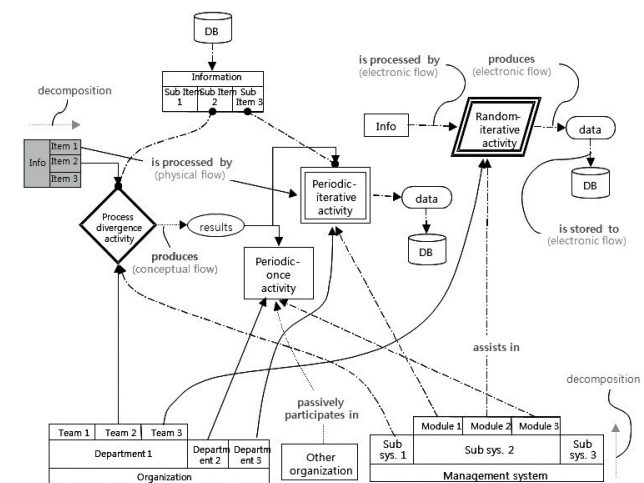 DB
Information
Sub Item 1
Sub Item 2
Sub Item 3
is processed by
(electronic flow)
produces
(electronic flow)
decomposition
Info
Item 1
Item 2
Item 3
is processed by
(physical flow)
Info
Random-
iterative
activity
data
DB
Periodic-
iterative
activity
data
DB
is stored to
(electronic flow)
Process
divergence
activity
results
produces
(conceptual flow)
Periodic-
once
activity
assists in
passively
participates in
decomposition
Team 1
Team 2
Team 3
Department 1
Departm
ent 2
Departm
ent 3
Organization
Other
organization
Module 1
Module 2
Module 3
Sub
sys. 1
Sub sys. 2
Sub
sys. 3
Management system